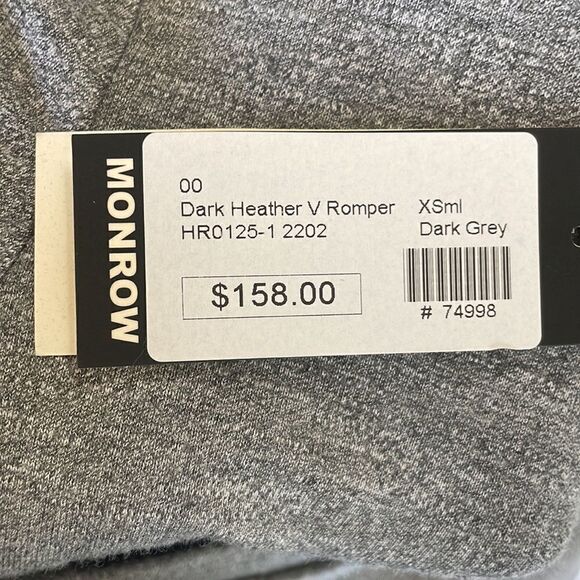 MONROW
00
Dark Heather V Romper XSml
HR0125-1 2202 Dark Grey
$158.00
# 74998